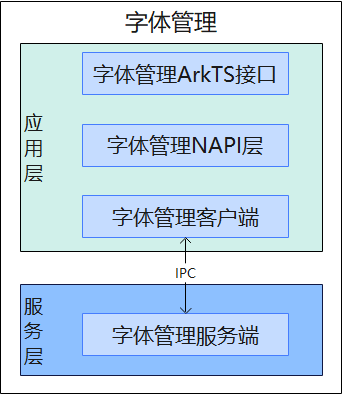 字体管理
应用层
字体管理ArkTS接口
字体管理NAPI层
字体管理客户端
IPC
服务层
字体管理服务端